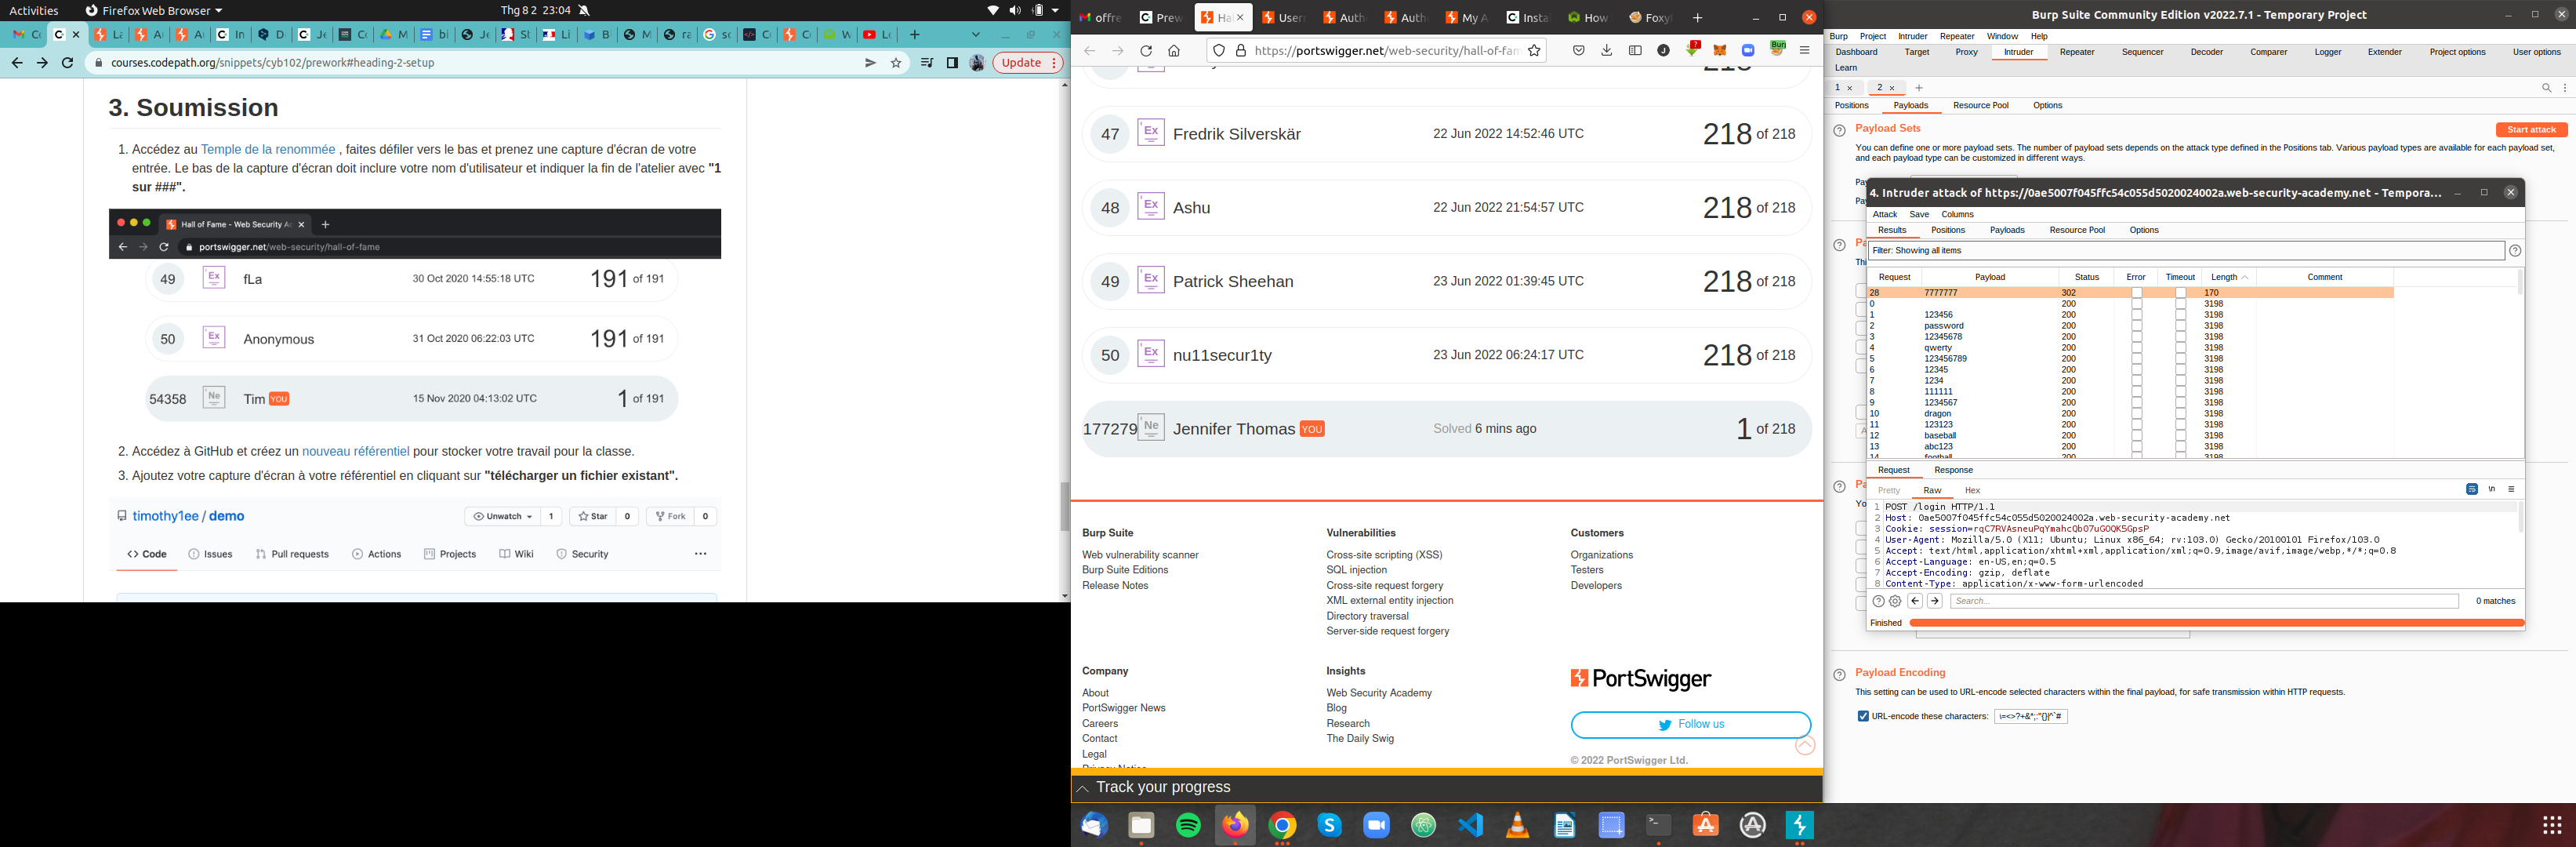 Activities
Firefox Web Browser
Thg 8 2 23:04
courses.codepath.org/snippets/cyb102/prework#heading-2-setup
Update
3. Soumission
1. Accédez au Temple de la renommée , faites défiler vers le bas et prenez une capture d'écran de votre
entrée. Le bas de la capture d'écran doit inclure votre nom d'utilisateur et indiquer la fin de l'atelier avec "1
sur ###".
Hall of Fame - Web Security Ac
portswigger.net/web-security/hall-of-fame
49 Ex fLa 30 Oct 2020 14:55:18 UTC 191 of 191
50 Ex Anonymous 31 Oct 2020 06:22:03 UTC 191 of 191
54358 Ne Tim YOU 15 Nov 2020 04:13:02 UTC 1 of 191
2. Accédez à GitHub et créez un nouveau référentiel pour stocker votre travail pour la classe.
3. Ajoutez votre capture d'écran à votre référentiel en cliquant sur "télécharger un fichier existant".
timothy1ee / demo
Unwatch 1 Star 0 Fork 0
Code Issues Pull requests Actions Projects Wiki Security
offre Prew Hal User Auth Auth My A Insta How Foxy
https://portswigger.net/web-security/hall-of-fam
47 Ex Fredrik Silverskär 22 Jun 2022 14:52:46 UTC 218 of 218
48 Ex Ashu 22 Jun 2022 21:54:57 UTC 218 of 218
49 Ex Patrick Sheehan 23 Jun 2022 01:39:45 UTC 218 of 218
50 Ex nu11secur1ty 23 Jun 2022 06:24:17 UTC 218 of 218
177279 Ne Jennifer Thomas YOU Solved 6 mins ago 1 of 218
Burp Suite
Web vulnerability scanner
Burp Suite Editions
Release Notes
Vulnerabilities
Cross-site scripting (XSS)
SQL injection
Cross-site request forgery
XML external entity injection
Directory traversal
Server-side request forgery
Customers
Organizations
Testers
Developers
Company
About
PortSwigger News
Careers
Contact
Legal
Insights
Web Security Academy
Blog
Research
The Daily Swig
PortSwigger
Follow us
© 2022 PortSwigger Ltd.
Track your progress
Burp Suite Community Edition v2022.7.1 - Temporary Project
Burp Project Intruder Repeater Window Help
Dashboard Target Proxy Intruder Repeater Sequencer Decoder Comparer Logger Extender Project options User options
Learn
1 × 2 ×
Positions Payloads Resource Pool Options
Payload Sets
Start attack
You can define one or more payload sets. The number of payload sets depends on the attack type defined in the Positions tab. Various payload types are available for each payload set,
and each payload type can be customized in different ways.
4. Intruder attack of https://0ae5007f045ffc54c055d5020024002a.web-security-academy.net - Tempora...
Attack Save Columns
Results Positions Payloads Resource Pool Options
Filter: Showing all items
Request Payload Status Error Timeout Length Comment
28 7777777 302 170
0 200 3198
1 123456 200 3198
2 password 200 3198
3 12345678 200 3198
4 qwerty 200 3198
5 123456789 200 3198
6 12345 200 3198
7 1234 200 3198
8 111111 200 3198
9 1234567 200 3198
10 dragon 200 3198
11 123123 200 3198
12 baseball 200 3198
13 abc123 200 3198
14 football 200 3198
Request Response
Pretty Raw Hex
\n
1 POST /login HTTP/1.1
2 Host: 0ae5007f045ffc54c055d5020024002a.web-security-academy.net
3 Cookie: session=rqC7RVAsneuPqYmahcQb07uGOQK5GpsP
4 User-Agent: Mozilla/5.0 (X11; Ubuntu; Linux x86_64; rv:103.0) Gecko/20100101 Firefox/103.0
5 Accept: text/html,application/xhtml+xml,application/xml;q=0.9,image/avif,image/webp,*/*;q=0.8
6 Accept-Language: en-US,en;q=0.5
7 Accept-Encoding: gzip, deflate
8 Content-Type: application/x-www-form-urlencoded
Search...
0 matches
Finished
Payload Encoding
This setting can be used to URL-encode selected characters within the final payload, for safe transmission within HTTP requests.
URL-encode these characters: